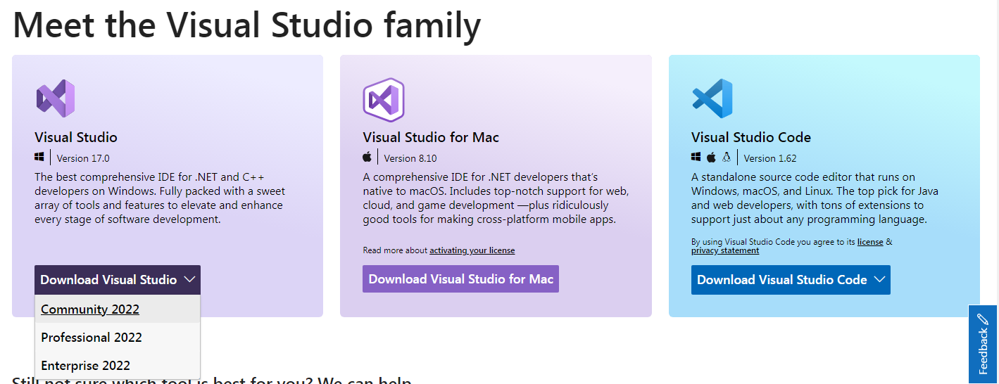 Meet the Visual Studio family
Visual Studio
Version 17.0
The best comprehensive IDE for .NET and C++
developers on Windows. Fully packed with a sweet
array of tools and features to elevate and enhance
every stage of software development.
Download Visual Studio
Community 2022
Professional 2022
Enterprise 2022
Visual Studio for Mac
Version 8.10
A comprehensive IDE for .NET developers that’s
native to macOS. Includes top-notch support for web,
cloud, and game development —plus ridiculously
good tools for making cross-platform mobile apps.
Read more about activating your license
Download Visual Studio for Mac
Visual Studio Code
Version 1.62
A standalone source code editor that runs on
Windows, macOS, and Linux. The top pick for Java
and web developers, with tons of extensions to
support just about any programming language.
By using Visual Studio Code you agree to its license &
privacy statement
Download Visual Studio Code
Feedback
Still not sure which tool is best for you? We can help